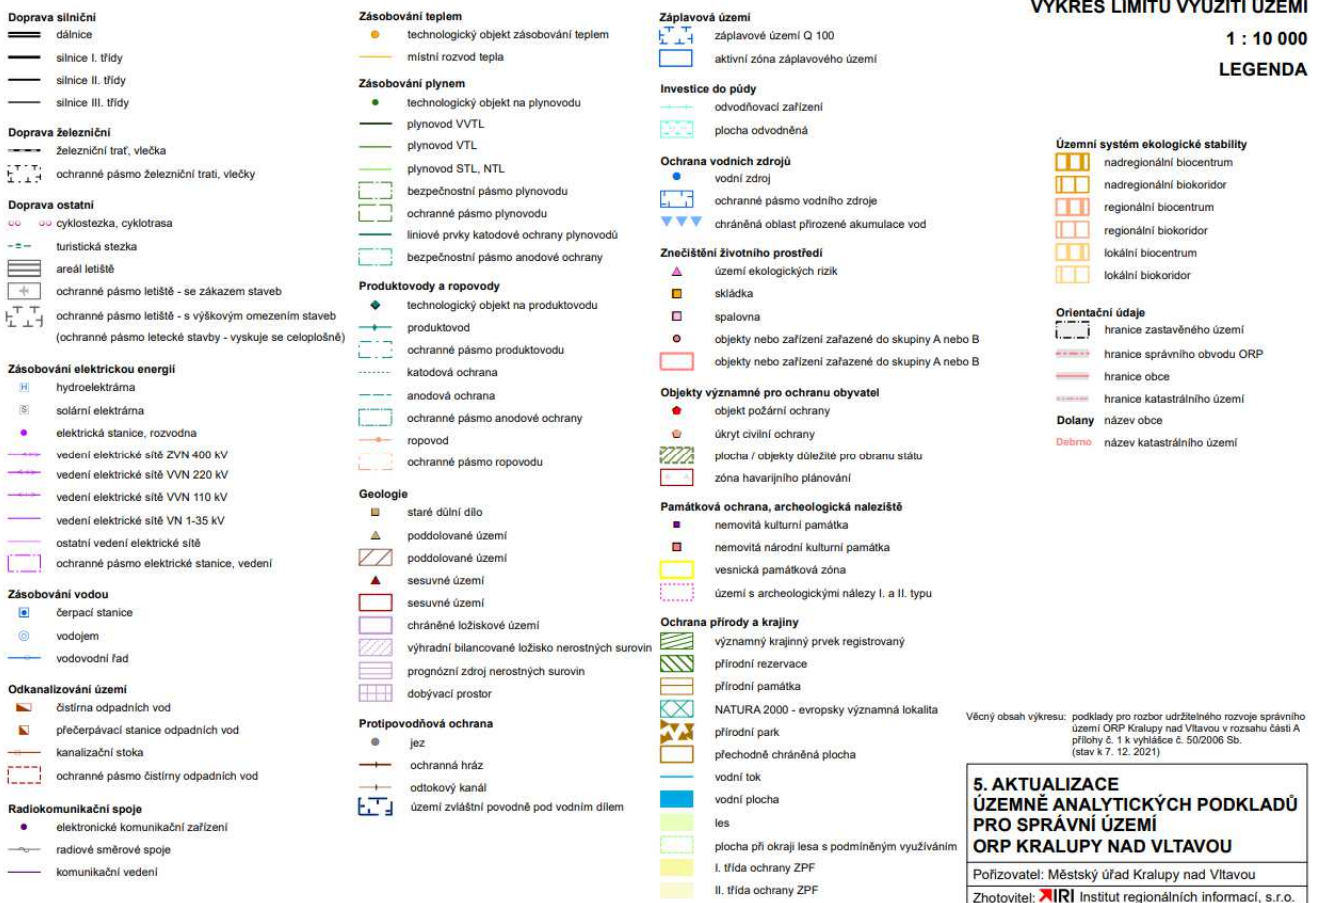 Doprava silniční
dálnice
silnice I. třídy
silnice II. třídy
silnice III. třídy
Doprava železniční
železniční trať, vlečka
ochranné pásmo železniční trati, vlečky
Doprava ostatní
cyklostezka, cyklotrasa
turistická stezka
areál letiště
ochranné pásmo letiště - se zákazem staveb
ochranné pásmo letiště - s výškovým omezením staveb
(ochranné pásmo letecké stavby - vyskuje se celoplošně)
Zásobování elektrickou energií
H hydroelektrárna
S solární elektrárna
elektrická stanice, rozvodna
vedení elektrické sítě ZVN 400 kV
vedení elektrické sítě VVN 220 kV
vedení elektrické sítě VVN 110 kV
vedení elektrické sítě VN 1-35 kV
ostatní vedení elektrické sítě
ochranné pásmo elektrické stanice, vedení
Zásobování vodou
čerpací stanice
vodojem
vodovodní řad
Odkanalizování území
čistírna odpadních vod
přečerpávací stanice odpadních vod
kanalizační stoka
ochranné pásmo čistírny odpadních vod
Radiokomunikační spoje
elektronické komunikační zařízení
radiové směrové spoje
komunikační vedení
Zásobování teplem
technologický objekt zásobování teplem
místní rozvod tepla
Zásobování plynem
technologický objekt na plynovodu
plynovod VVTL
plynovod VTL
plynovod STL, NTL
bezpečnostní pásmo plynovodu
ochranné pásmo plynovodu
liniové prvky katodové ochrany plynovodů
bezpečnostní pásmo anodové ochrany
Produktovody a ropovody
technologický objekt na produktovodu
produktovod
ochranné pásmo produktovodu
katodová ochrana
anodová ochrana
ochranné pásmo anodové ochrany
ropovod
ochranné pásmo ropovodu
Geologie
staré důlní dílo
poddolované území
poddolované území
sesuvné území
sesuvné území
chráněné ložiskové území
výhradní bilancované ložisko nerostných surovin
prognózní zdroj nerostných surovin
dobývací prostor
Protipovodňová ochrana
jez
ochranná hráz
odtokový kanál
území zvláštní povodně pod vodním dílem
Záplavová území
záplavové území Q 100
aktivní zóna záplavového území
Investice do půdy
odvodňovací zařízení
plocha odvodněná
Ochrana vodních zdrojů
vodní zdroj
ochranné pásmo vodního zdroje
chráněná oblast přirozené akumulace vod
Znečištění životního prostředí
území ekologických rizik
skládka
spalovna
objekty nebo zařízení zařazené do skupiny A nebo B
objekty nebo zařízení zařazené do skupiny A nebo B
Objekty významné pro ochranu obyvatel
objekt požární ochrany
úkryt civilní ochrany
plocha / objekty důležité pro obranu státu
zóna havarijního plánování
Památková ochrana, archeologická naleziště
nemovitá kulturní památka
nemovitá národní kulturní památka
vesnická památková zóna
území s archeologickými nálezy I. a II. typu
Ochrana přírody a krajiny
významný krajinný prvek registrovaný
přírodní rezervace
přírodní památka
NATURA 2000 - evropsky významná lokalita
přírodní park
přechodně chráněná plocha
vodní tok
vodní plocha
les
plocha při okraji lesa s podmíněným využíváním
I. třída ochrany ZPF
II. třída ochrany ZPF
VÝKRES LIMITŮ VYUŽITÍ ÚZEMÍ
1 : 10 000
LEGENDA
Územní systém ekologické stability
nadregionální biocentrum
nadregionální biokoridor
regionální biocentrum
regionální biokoridor
lokální biocentrum
lokální biokoridor
Orientační údaje
hranice zastavěného území
hranice správního obvodu ORP
hranice obce
hranice katastrálního území
Dolany název obce
Debrno název katastrálního území
Věcný obsah výkresu: podklady pro rozbor udržitelného rozvoje správního
území ORP Kralupy nad Vltavou v rozsahu části A
přílohy č. 1 k vyhlášce č. 50/2006 Sb.
(stav k 7. 12. 2021)
5. AKTUALIZACE
ÚZEMNĚ ANALYTICKÝCH PODKLADŮ
PRO SPRÁVNÍ ÚZEMÍ
ORP KRALUPY NAD VLTAVOU
Pořizovatel: Městský úřad Kralupy nad Vltavou
Zhotovitel: IRI Institut regionálních informací, s.r.o.